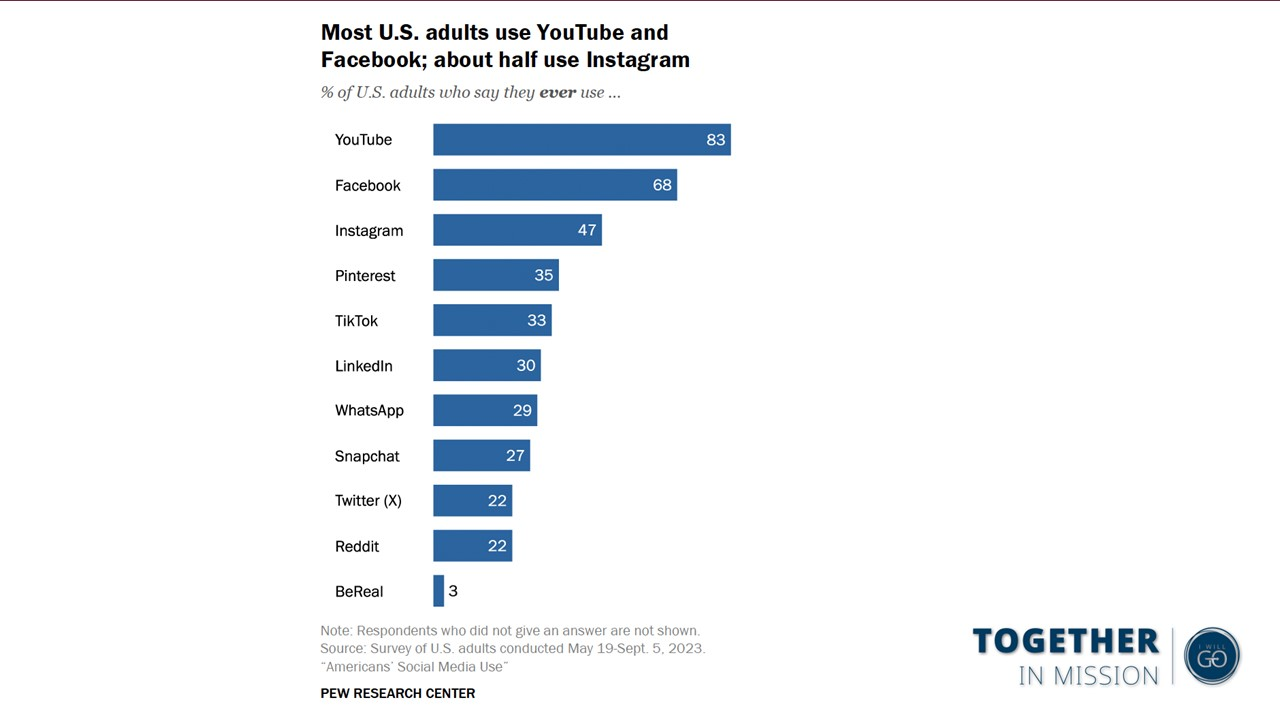 Most U.S. adults use YouTube and
Facebook; about half use Instagram
% of U.S. adults who say they ever use ...
YouTube 83
Facebook 68
Instagram 47
Pinterest 35
TikTok 33
LinkedIn 30
WhatsApp 29
Snapchat 27
Twitter (X) 22
Reddit 22
BeReal 3
Note: Respondents who did not give an answer are not shown.
Source: Survey of U.S. adults conducted May 19-Sept. 5, 2023.
“Americans’ Social Media Use”
PEW RESEARCH CENTER
TOGETHER
IN MISSION
I WILL
GO